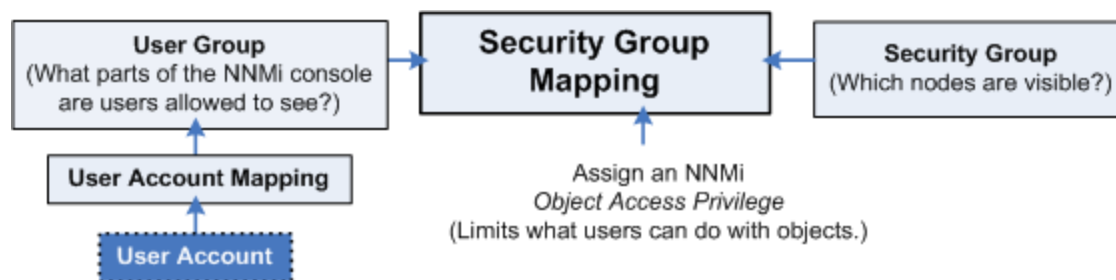 User Group
(What parts of the NNMi console
are users allowed to see?)
Security Group
Mapping
Security Group
(Which nodes are visible?)
User Account Mapping
Assign an NNMi
Object Access Privilege
(Limits what users can do with objects.)
User Account